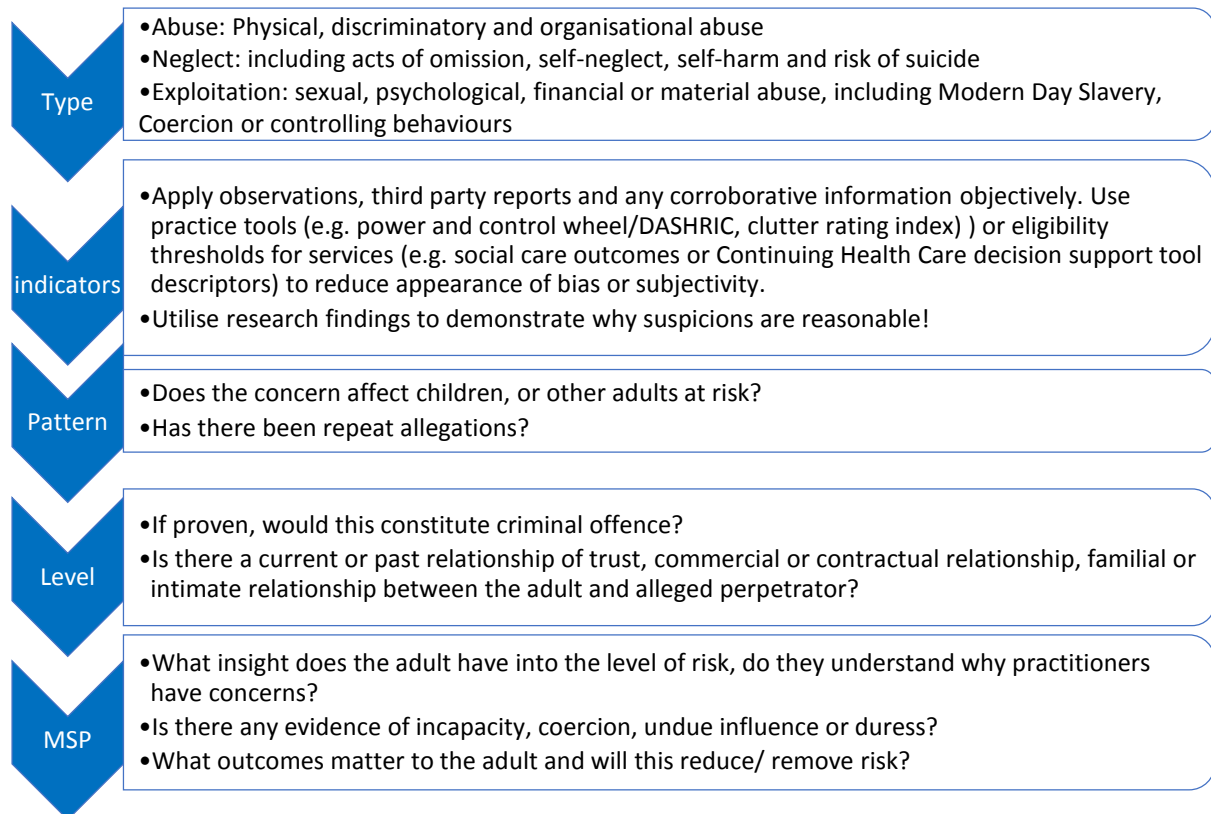 Type
•Abuse: Physical, discriminatory and organisational abuse
•Neglect: including acts of omission, self-neglect, self-harm and risk of suicide
•Exploitation: sexual, psychological, financial or material abuse, including Modern Day Slavery,
Coercion or controlling behaviours
indicators
•Apply observations, third party reports and any corroborative information objectively. Use
practice tools (e.g. power and control wheel/DASHRIC, clutter rating index) ) or eligibility
thresholds for services (e.g. social care outcomes or Continuing Health Care decision support tool
descriptors) to reduce appearance of bias or subjectivity.
•Utilise research findings to demonstrate why suspicions are reasonable!
Pattern
•Does the concern affect children, or other adults at risk?
•Has there been repeat allegations?
Level
•If proven, would this constitute criminal offence?
•Is there a current or past relationship of trust, commercial or contractual relationship, familial or
intimate relationship between the adult and alleged perpetrator?
MSP
•What insight does the adult have into the level of risk, do they understand why practitioners
have concerns?
•Is there any evidence of incapacity, coercion, undue influence or duress?
•What outcomes matter to the adult and will this reduce/ remove risk?